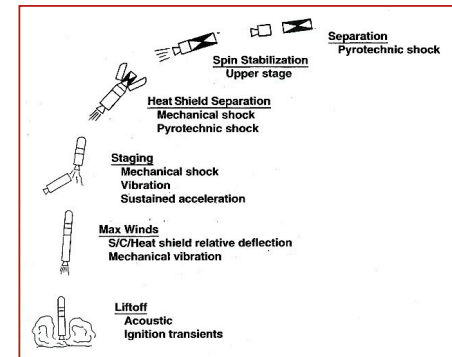 Separation
Pyrotechnic shock
Spin Stabilization
Upper stage
Heat Shield Separation
Mechanical shock
Pyrotechnic shock
Staging
Mechanical shock
Vibration
Sustained acceleration
Max Winds
S/C/Heat shield relative deflection
Mechanical vibration
Liftoff
Acoustic
Ignition transients